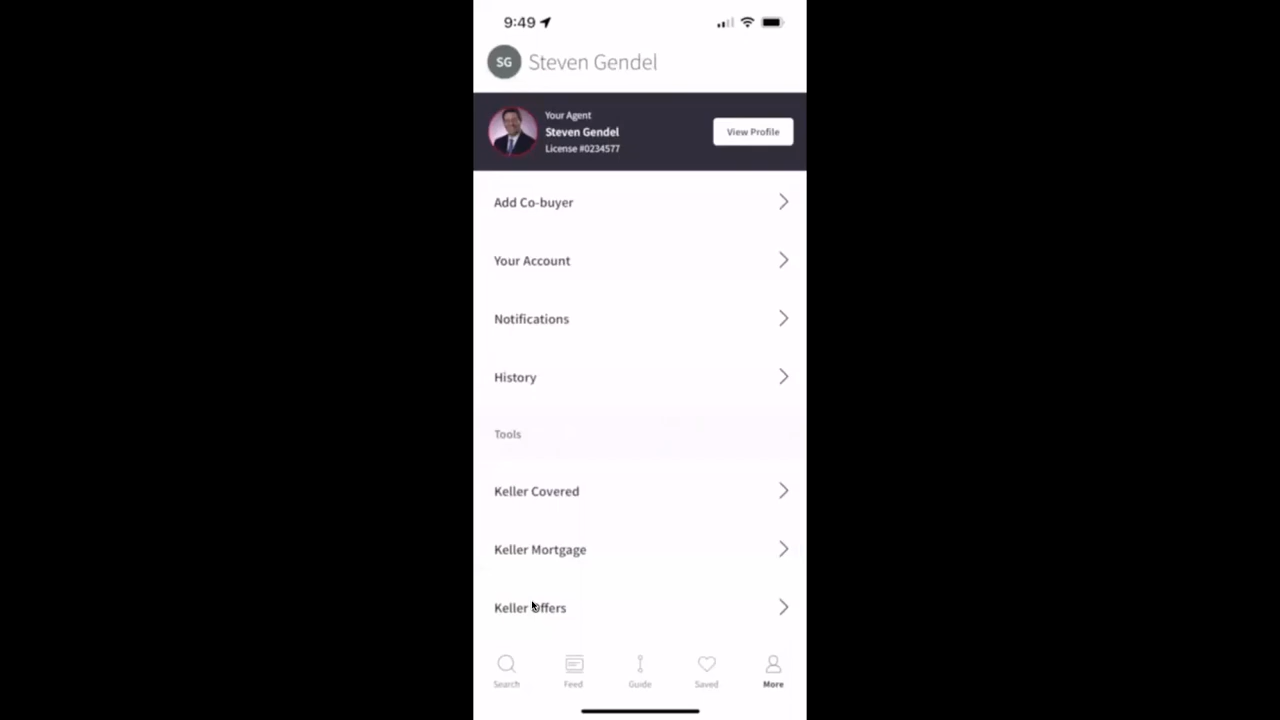 9:49
SG Steven Gendel
Your Agent
Steven Gendel
License #0234577
View Profile
Add Co-buyer
Your Account
Notifications
History
Tools
Keller Covered
Keller Mortgage
Keller Offers
Search Feed Guide Saved More